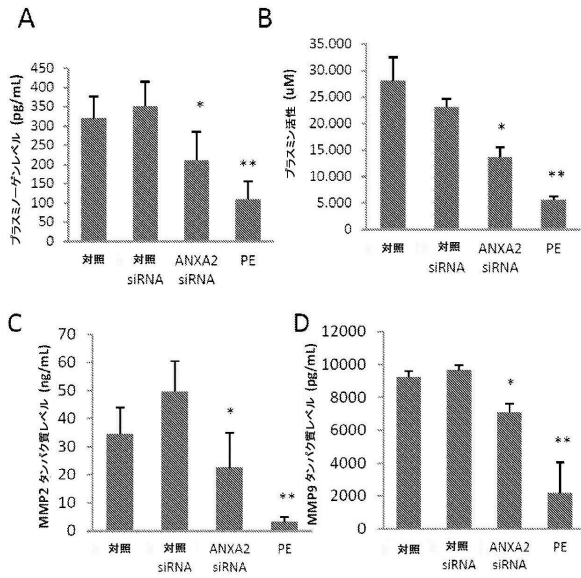 A
プラスミノーゲンレベル (pg/mL)
450
400
350
300
250
200
150
100
50
0
*
**
対照
対照
siRNA
ANXA2
siRNA
PE
B
プラスミン活性 (uM)
35.000
30.000
25.000
20.000
15.000
10.000
5.000
0.000
*
**
対照
対照
siRNA
ANXA2
siRNA
PE
C
MMP2 タンパク質レベル (ng/mL)
70
60
50
40
30
20
10
0
*
**
対照
対照
siRNA
ANXA2
siRNA
PE
D
MMP9 タンパク質レベル (pg/mL)
12000
10000
8000
6000
4000
2000
0
*
**
対照
対照
siRNA
ANXA2
siRNA
PE